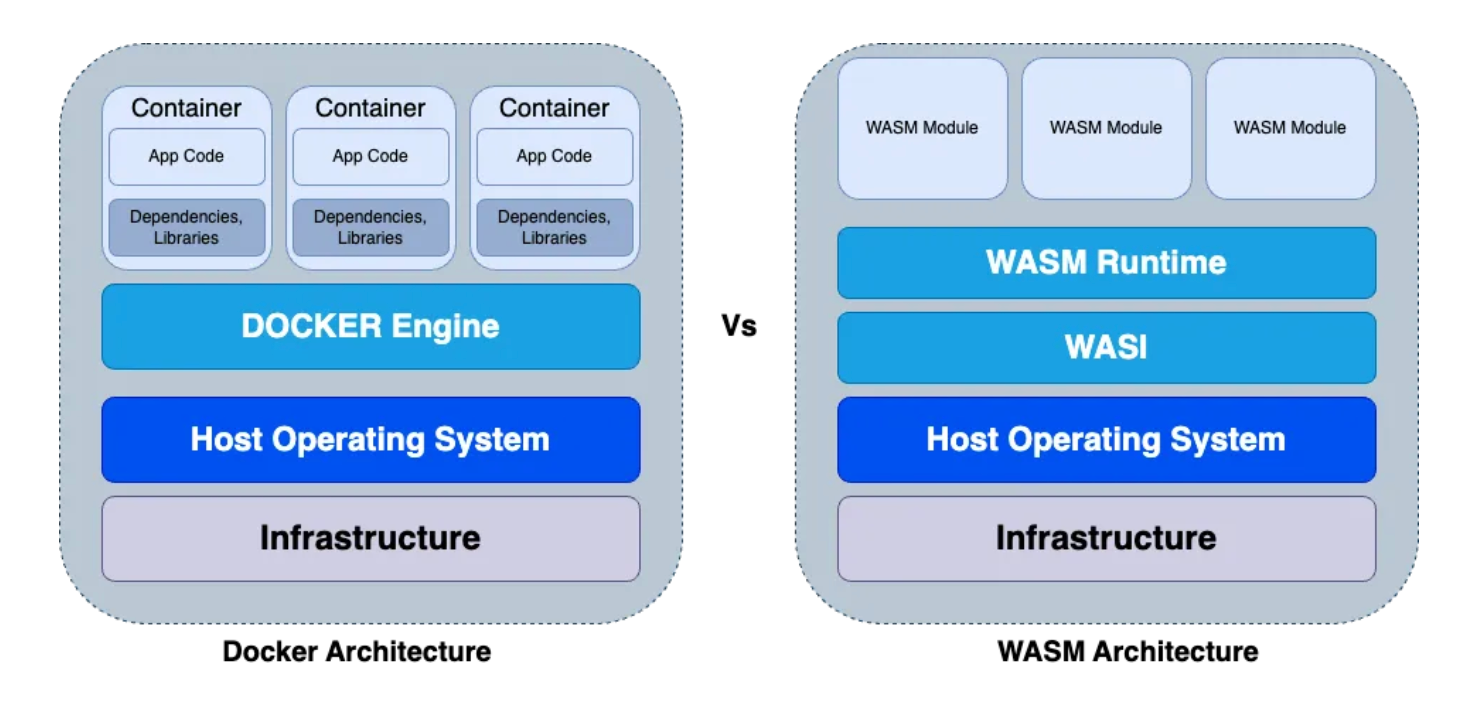 Container
App Code
Dependencies,
Libraries
Container
App Code
Dependencies,
Libraries
Container
App Code
Dependencies,
Libraries
DOCKER Engine
Host Operating System
Infrastructure
Docker Architecture
Vs
WASM Module
WASM Module
WASM Module
WASM Runtime
WASI
Host Operating System
Infrastructure
WASM Architecture